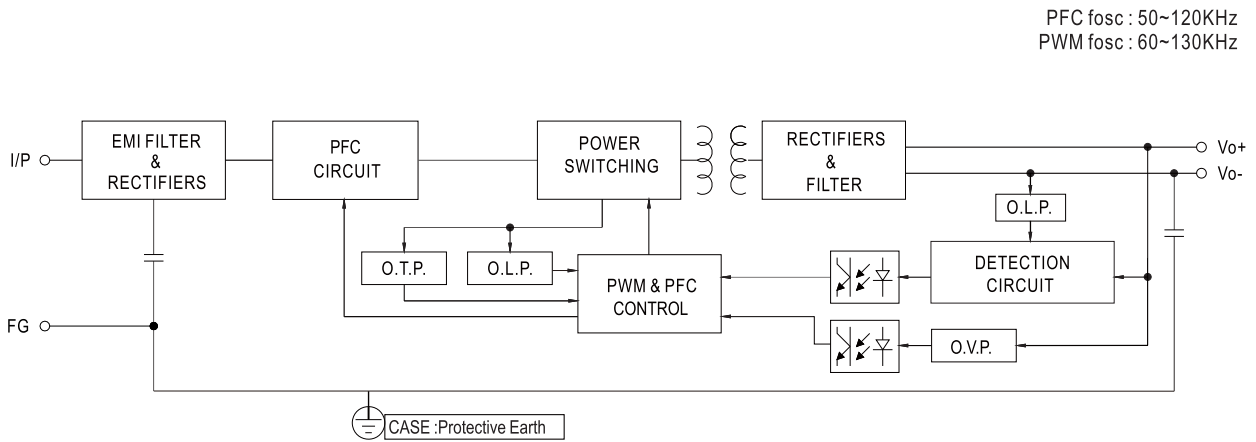 PFC fosc : 50~120KHz
PWM fosc : 60~130KHz
I/P
EMI FILTER
&
RECTIFIERS
PFC
CIRCUIT
POWER
SWITCHING
RECTIFIERS
&
FILTER
Vo+
Vo-
O.L.P.
O.T.P.
O.L.P.
PWM & PFC
CONTROL
DETECTION
CIRCUIT
FG
O.V.P.
CASE :Protective Earth